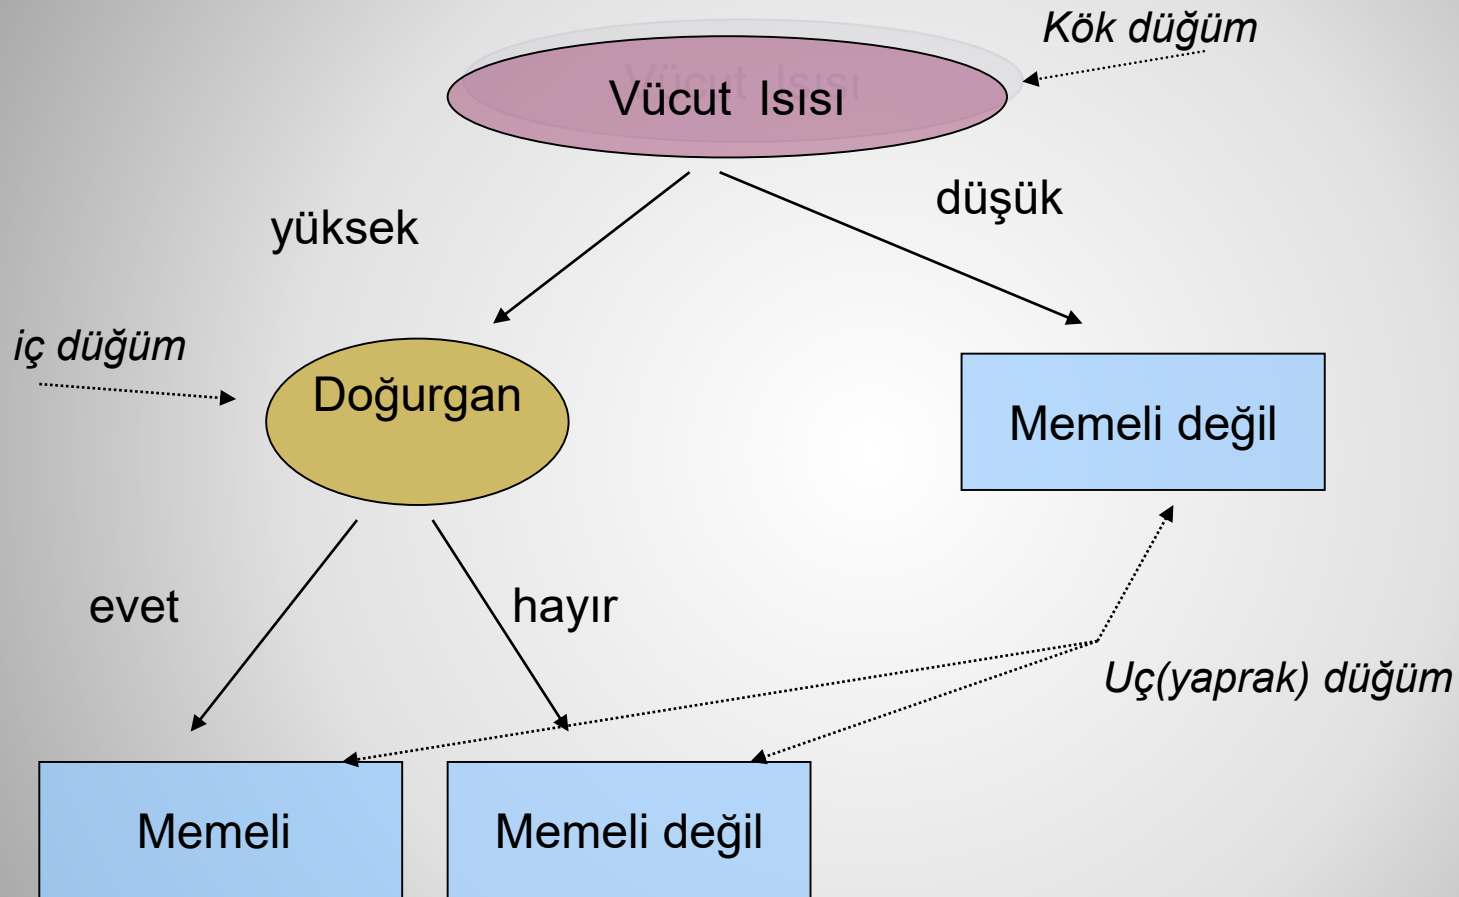 Kök düğüm
Vücut Isısı
düşük
yüksek
iç düğüm
Doğurgan
Memeli değil
evet
hayır
Uç(yaprak) düğüm
Memeli
Memeli değil